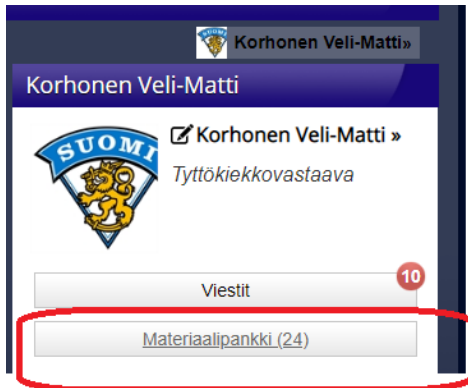 Korhonen Veli-Matti»
Korhonen Veli-Matti
SUOMI
Korhonen Veli-Matti »
Tyttökiekkovastaava
10
Viestit
Materiaalipankki (24)